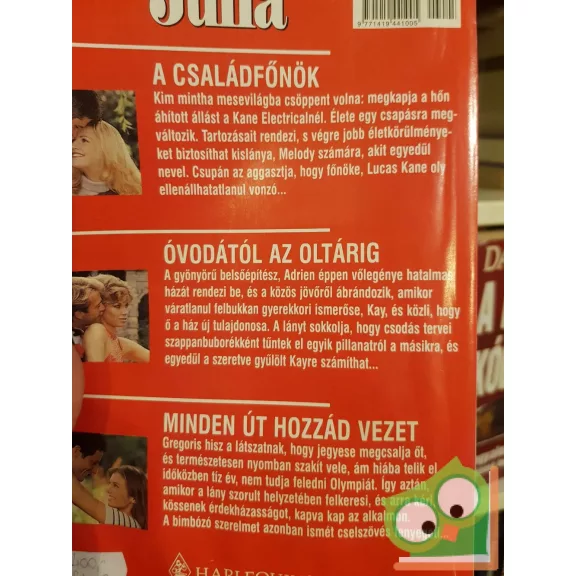 Julia
9 771419 441005
A CSALÁDFŐNÖK
Kim mintha mesevilágba csöppent volna: megkapja a hőn
áhított állást a Kane Electricalnél. Élete egy csapásra meg-
változik. Tartozásait rendezi, s végre jobb életkörülménye-
ket biztosíthat kislánya, Melody számára, akit egyedül
nevel. Csupán az aggasztja, hogy főnöke, Lucas Kane oly
ellenállhatatlanul vonzó...
ÓVODÁTÓL AZ OLTÁRIG
A gyönyörű belsőépítész, Adrien éppen vőlegénye hatalmas
házát rendezi be, és a közös jövőről ábrándozik, amikor
váratlanul felbukkan gyerekkori ismerőse, Kay, és közli, hogy
ő a ház új tulajdonosa. A lányt sokkolja, hogy csodás tervei
szappanbuborékként tűntek el egyik pillanatról a másikra, és
egyedül a szeretve gyűlölt Kayre számíthat...
MINDEN ÚT HOZZÁD VEZET
Gregoris hisz a látszatnak, hogy jegyese megcsalja őt,
és természetesen nyomban szakít vele, ám hiába telik el
időközben tíz év, nem tudja feledni Olympiát. Így aztán,
amikor a lány szorult helyzetében felkeresi, és arra kéri,
kössenek érdekházasságot, kapva kap az alkalmon.
A bimbózó szerelmet azonban ismét cselszövés fenyegeti...